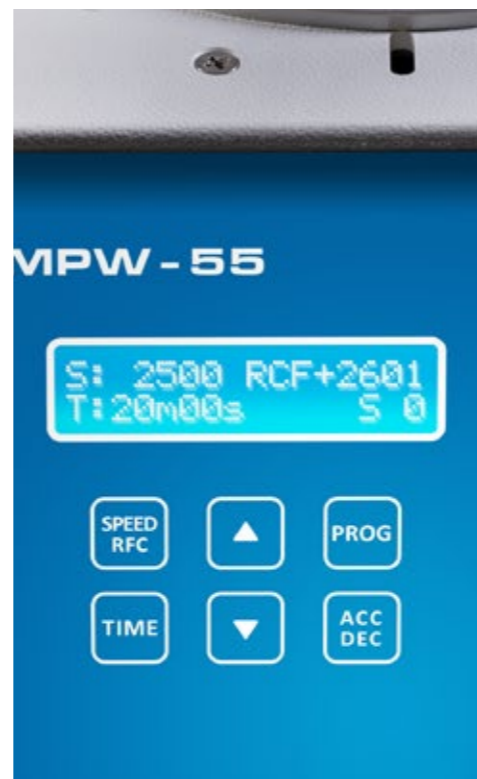 MPW-55
S: 2500 RCF+2601
T:20m00s S 0
SPEED
RFC
▲
PROG
TIME
▼
ACC
DEC